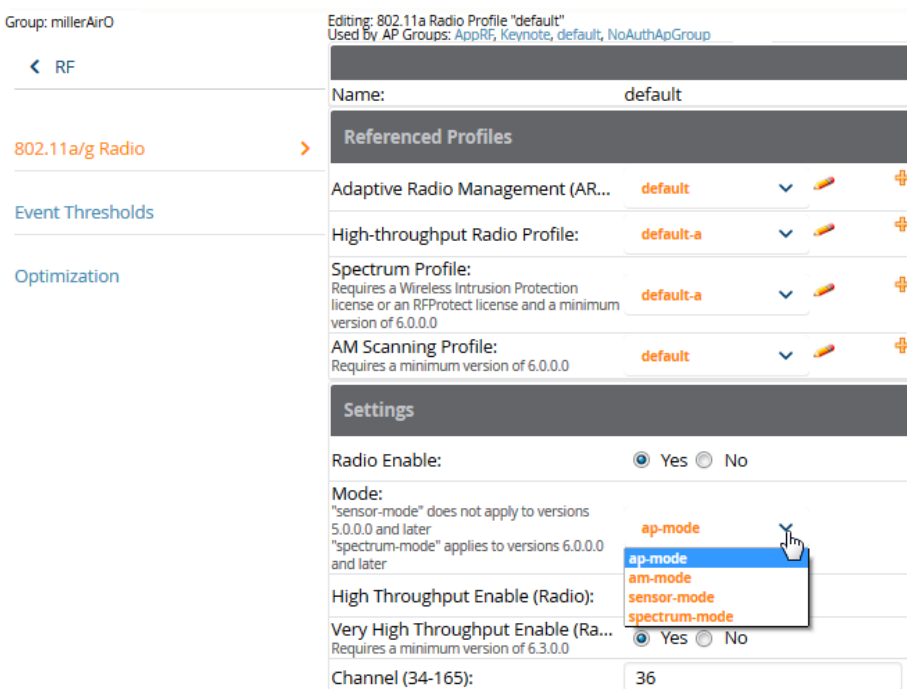 Group: millerAirO
Editing: 802.11a Radio Profile "default"
Used by AP Groups: AppRF, Keynote, default, NoAuthApGroup
RF
Name: default
802.11a/g Radio
Referenced Profiles
Adaptive Radio Management (AR... default
Event Thresholds
High-throughput Radio Profile: default-a
Optimization
Spectrum Profile:
Requires a Wireless Intrusion Protection
license or an RFProtect license and a minimum default-a
version of 6.0.0.0
AM Scanning Profile:
Requires a minimum version of 6.0.0.0 default
Settings
Radio Enable: Yes No
Mode:
"sensor-mode" does not apply to versions
5.0.0.0 and later ap-mode
"spectrum-mode" applies to versions 6.0.0.0
and later
ap-mode
am-mode
sensor-mode
spectrum-mode
High Throughput Enable (Radio):
Very High Throughput Enable (Ra... Yes No
Requires a minimum version of 6.3.0.0
Channel (34-165): 36